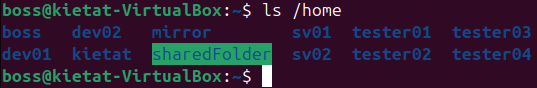 boss@kietat-VirtualBox:~$ ls /home
boss dev02 mirror sv01 tester01 tester03
dev01 kietat sharedFolder sv02 tester02 tester04
boss@kietat-VirtualBox:~$